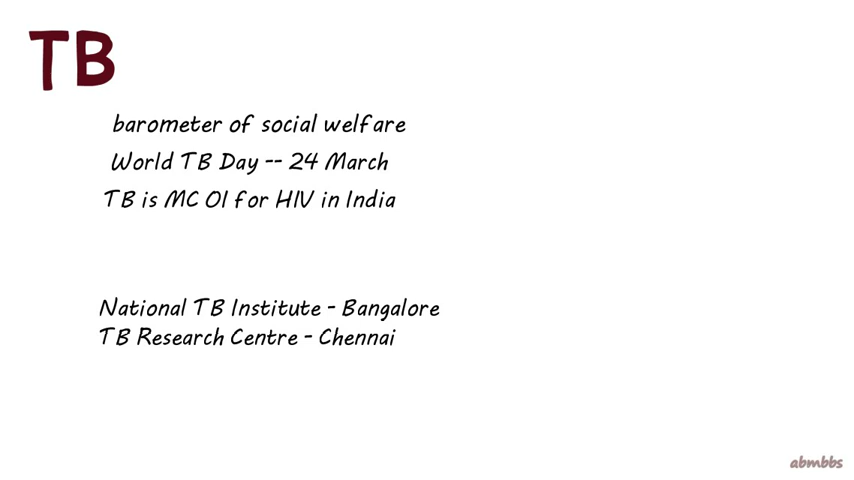 TB
barometer of social welfare
World TB Day -- 24 March
TB is MC OI for HIV in India
National TB Institute - Bangalore
TB Research Centre - Chennai
abmbbs